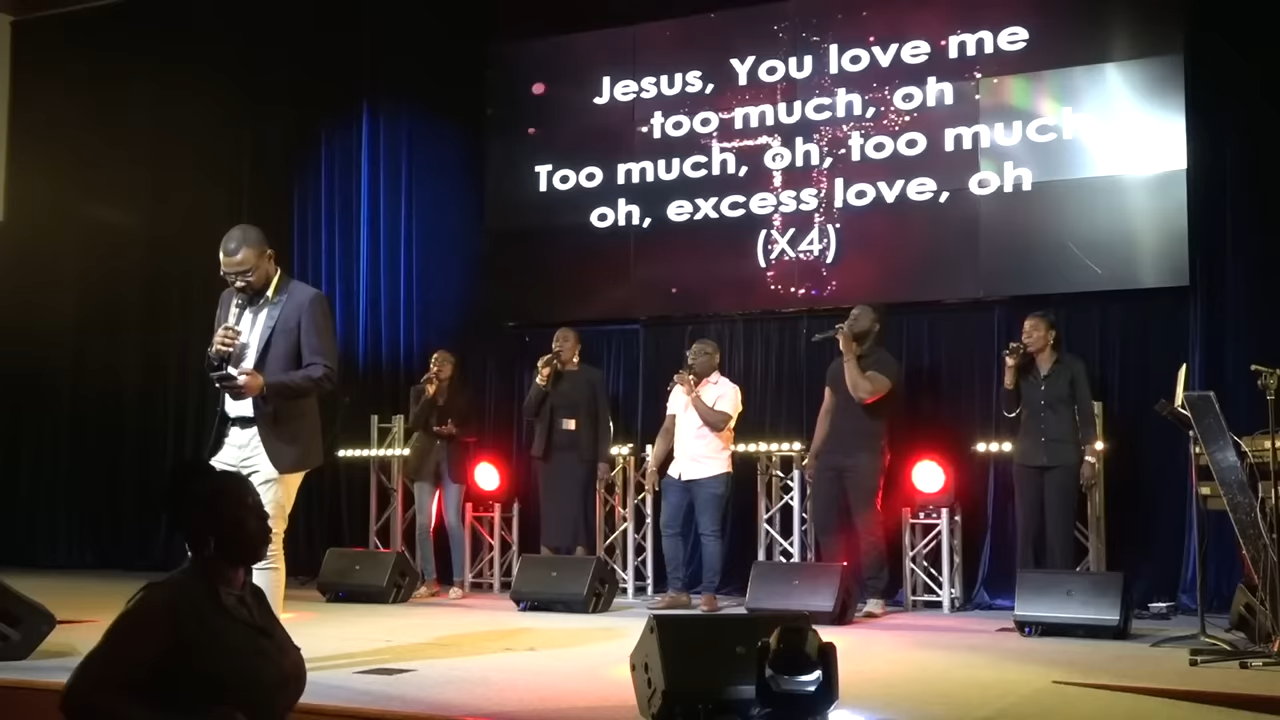 Jesus, You love me
too much, oh
Too much, oh, too much
oh, excess love, oh
(X4)